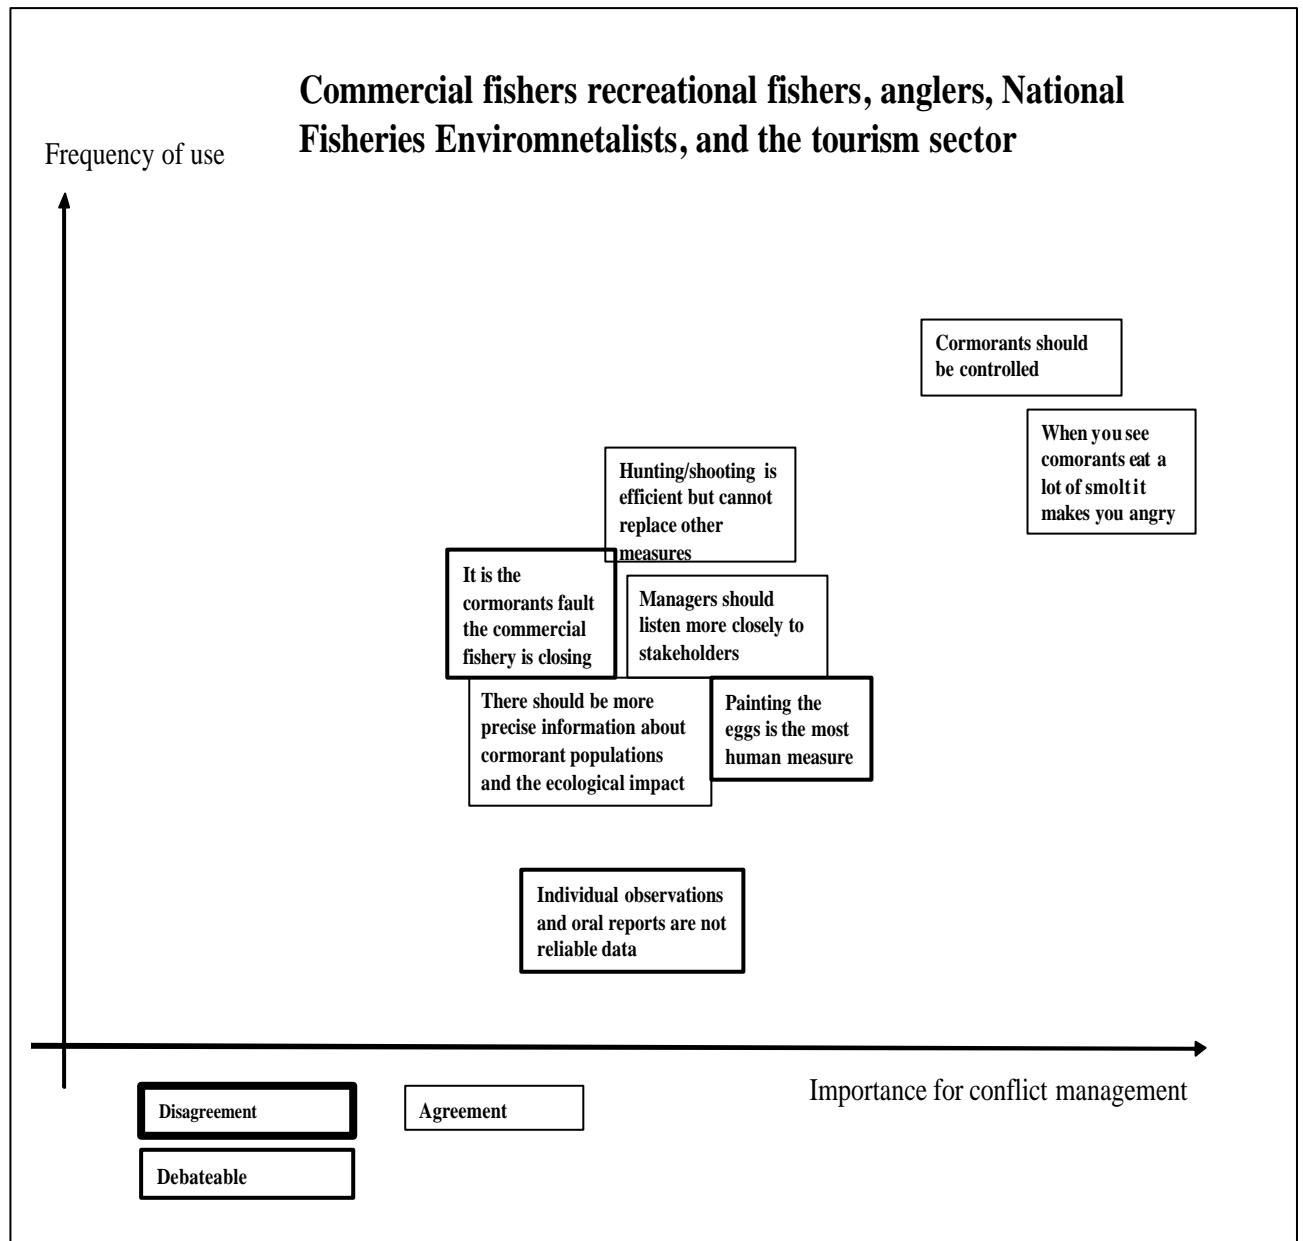 Commercial fishers recreational fishers, anglers, National
Fisheries Enviromnetalists, and the tourism sector
Frequency of use
Cormorants should
be controlled
When you see
comorants eat a
lot of smolt it
makes you angry
Hunting/shooting is
efficient but cannot
replace other
measures
It is the
cormorants fault
the commercial
fishery is closing
Managers should
listen more closely to
stakeholders
There should be more
precise information about
cormorant populations
and the ecological impact
Painting the
eggs is the most
human measure
Individual observations
and oral reports are not
reliable data
Importance for conflict management
Disagreement
Agreement
Debateable